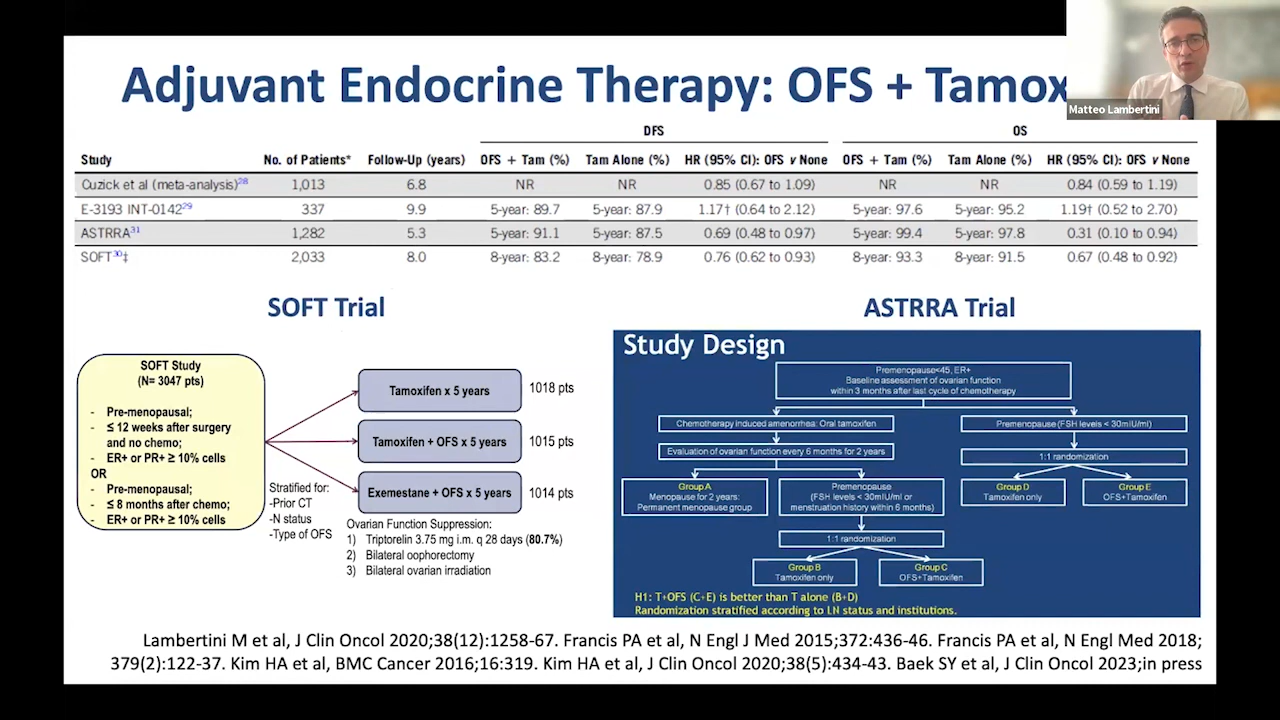 Adjuvant Endocrine Therapy: OFS + Tamox
Matteo Lambertini
DFS OS
Study No. of Patients* Follow-Up (years) OFS + Tam (%) Tam Alone (%) HR (95% CI): OFS v None OFS + Tam (%) Tam Alone (%) HR (95% CI): OFS v None
Cuzick et al (meta-analysis)28 1,013 6.8 NR NR 0.85 (0.67 to 1.09) NR NR 0.84 (0.59 to 1.19)
E-3193 INT-014229 337 9.9 5-year: 89.7 5-year: 87.9 1.17† (0.64 to 2.12) 5-year: 97.6 5-year: 95.2 1.19† (0.52 to 2.70)
ASTRRA31 1,282 5.3 5-year: 91.1 5-year: 87.5 0.69 (0.48 to 0.97) 5-year: 99.4 5-year: 97.8 0.31 (0.10 to 0.94)
SOFT30‡ 2,033 8.0 8-year: 83.2 8-year: 78.9 0.76 (0.62 to 0.93) 8-year: 93.3 8-year: 91.5 0.67 (0.48 to 0.92)
SOFT Trial
SOFT Study
(N= 3047 pts)
- Pre-menopausal;
- ≤ 12 weeks after surgery
and no chemo;
- ER+ or PR+ ≥ 10% cells
OR
- Pre-menopausal;
- ≤ 8 months after chemo;
- ER+ or PR+ ≥ 10% cells
Tamoxifen x 5 years 1018 pts
Tamoxifen + OFS x 5 years 1015 pts
Exemestane + OFS x 5 years 1014 pts
Stratified for:
-Prior CT
-N status
-Type of OFS
Ovarian Function Suppression:
1) Triptorelin 3.75 mg i.m. q 28 days (80.7%)
2) Bilateral oophorectomy
3) Bilateral ovarian irradiation
ASTRRA Trial
Study Design
Premenopause<45, ER+
Baseline assessment of ovarian function
within 3 months after last cycle of chemotherapy
Chemotherapy induced amenorrhea: Oral tamoxifen
Premenopause (FSH levels < 30mIU/ml)
Evaluation of ovarian function every 6 months for 2 years
1:1 randomization
Group A
Menopause for 2 years:
Permanent menopause group
Premenopause
(FSH levels < 30mIU/ml or
menstruation history within 6 months)
Group D
Tamoxifen only
Group E
OFS+Tamoxifen
1:1 randomization
Group B
Tamoxifen only
Group C
OFS+Tamoxifen
H1: T+OFS (C+E) is better than T alone (B+D)
Randomization stratified according to LN status and institutions.
Lambertini M et al, J Clin Oncol 2020;38(12):1258-67. Francis PA et al, N Engl J Med 2015;372:436-46. Francis PA et al, N Engl Med 2018;
379(2):122-37. Kim HA et al, BMC Cancer 2016;16:319. Kim HA et al, J Clin Oncol 2020;38(5):434-43. Baek SY et al, J Clin Oncol 2023;in press